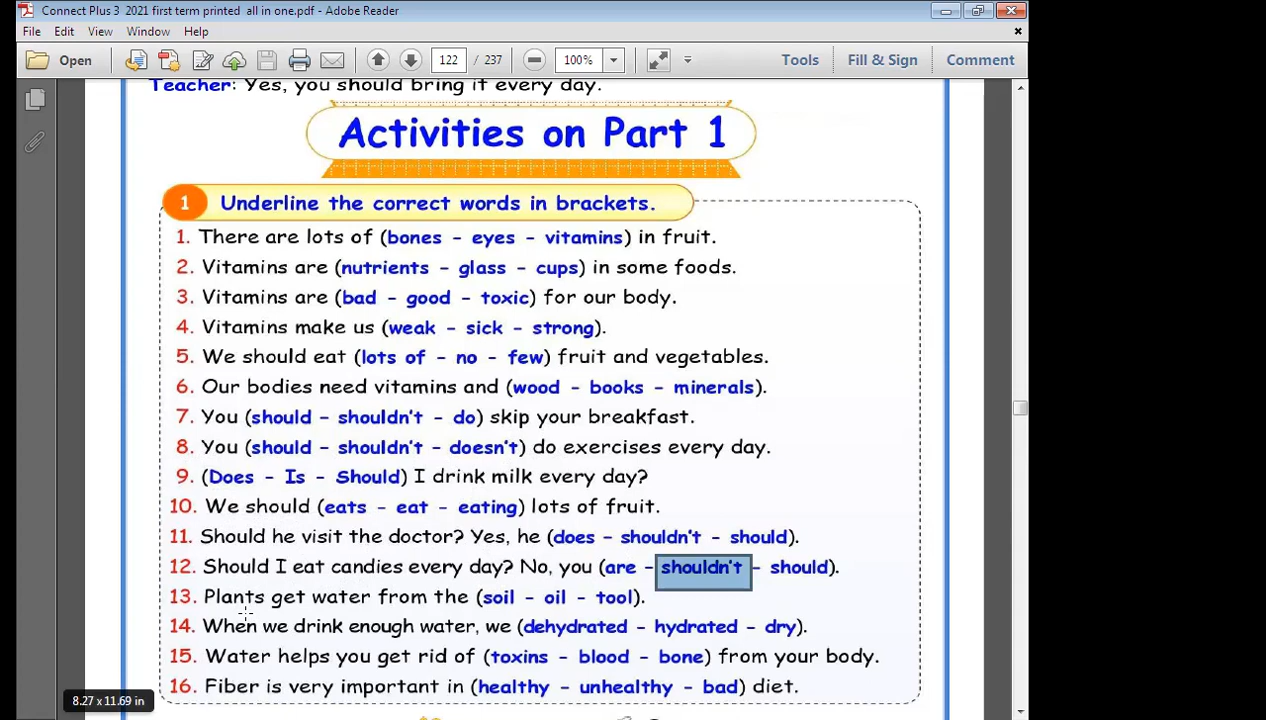 Connect Plus 3 2021 first term printed all in one.pdf - Adobe Reader
File Edit View Window Help
Open 122 / 237 100% Tools Fill & Sign Comment
Teacher: Yes, you should bring it every day.
Activities on Part 1
1 Underline the correct words in brackets.
1. There are lots of (bones - eyes - vitamins) in fruit.
2. Vitamins are (nutrients - glass - cups) in some foods.
3. Vitamins are (bad - good - toxic) for our body.
4. Vitamins make us (weak - sick - strong).
5. We should eat (lots of - no - few) fruit and vegetables.
6. Our bodies need vitamins and (wood - books - minerals).
7. You (should - shouldn't - do) skip your breakfast.
8. You (should - shouldn't - doesn't) do exercises every day.
9. (Does - Is - Should) I drink milk every day?
10. We should (eats - eat - eating) lots of fruit.
11. Should he visit the doctor? Yes, he (does - shouldn't - should).
12. Should I eat candies every day? No, you (are - shouldn't - should).
13. Plants get water from the (soil - oil - tool).
14. When we drink enough water, we (dehydrated - hydrated - dry).
15. Water helps you get rid of (toxins - blood - bone) from your body.
16. Fiber is very important in (healthy - unhealthy - bad) diet.
8.27 x 11.69 in